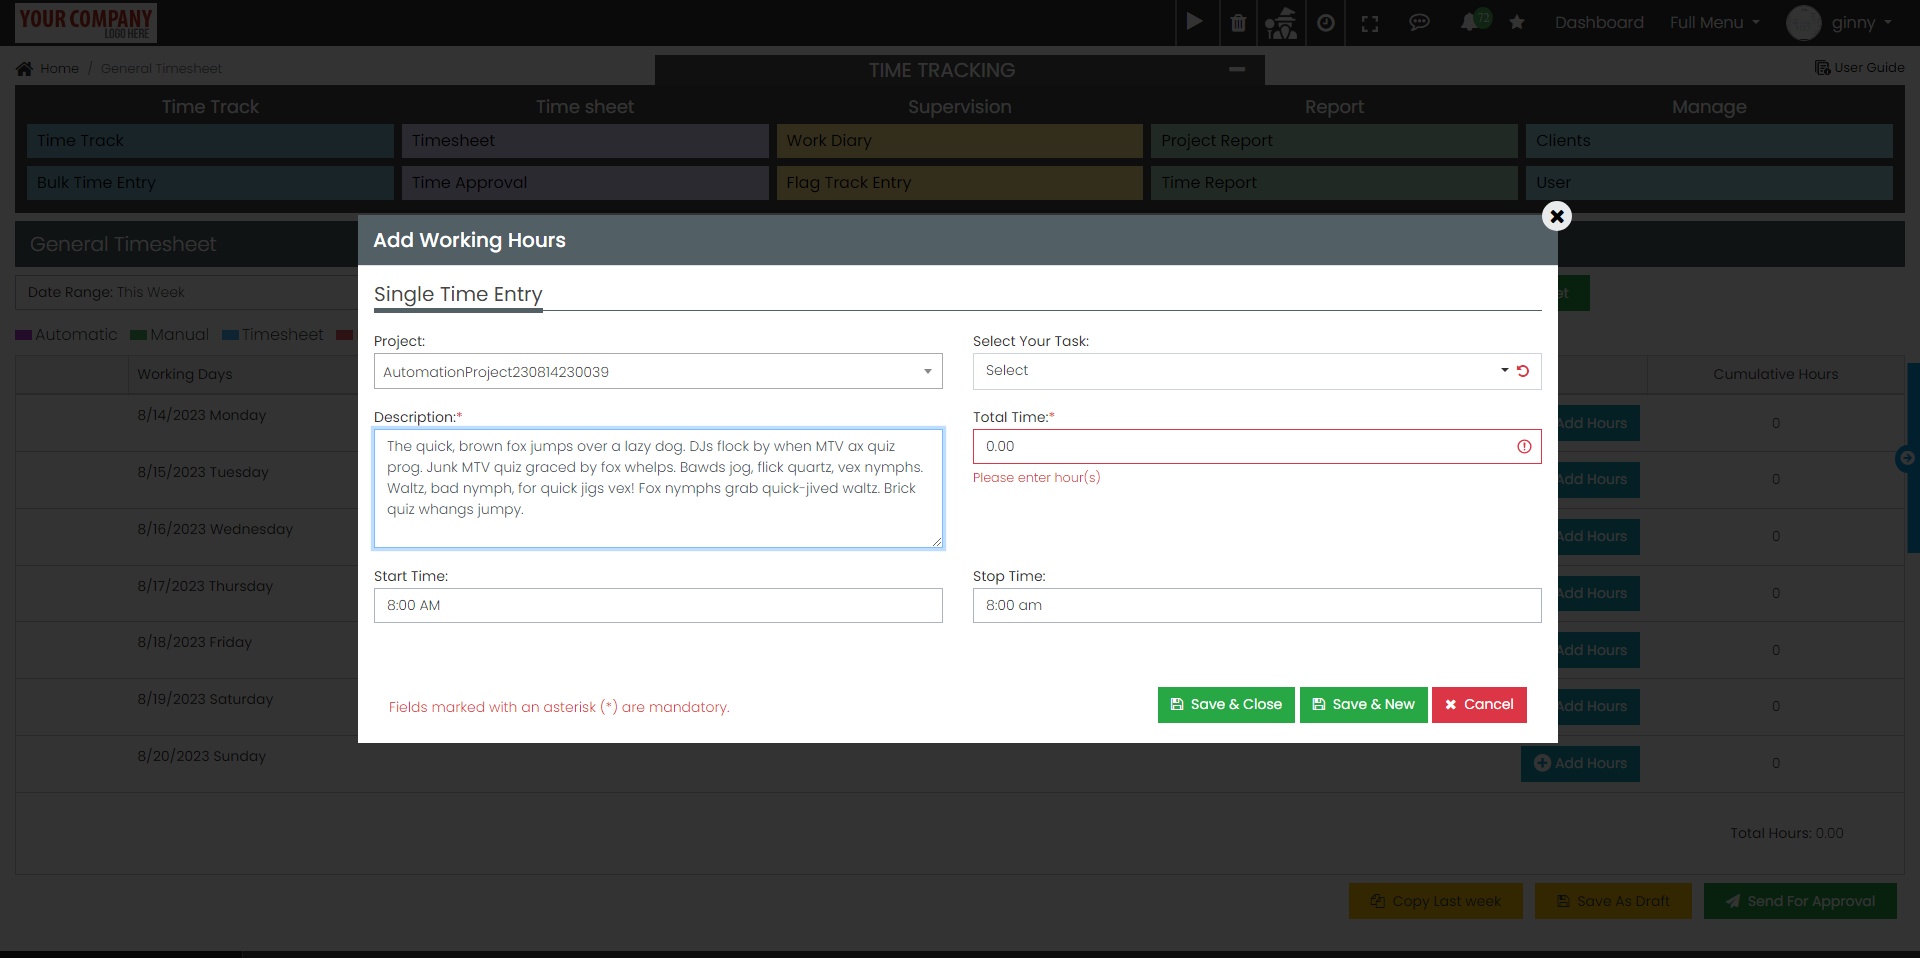 YOUR COMPANY
LOGO HERE
72
Dashboard
Full Menu
ginny
Home / General Timesheet
TIME TRACKING
User Guide
Time Track
Time sheet
Supervision
Report
Manage
Time Track
Timesheet
Work Diary
Project Report
Clients
Bulk Time Entry
Time Approval
Flag Track Entry
Time Report
User
General Timesheet
Add Working Hours
Date Range: This Week
Single Time Entry
Automatic
Manual
Timesheet
Project:
Select Your Task:
AutomationProject230814230039
Select
Working Days
Cumulative Hours
8/14/2023 Monday
Add Hours
0
Description:*
Total Time:*
The quick, brown fox jumps over a lazy dog. DJs flock by when MTV ax quiz
prog. Junk MTV quiz graced by fox whelps. Bawds jog, flick quartz, vex nymphs.
Waltz, bad nymph, for quick jigs vex! Fox nymphs grab quick-jived waltz. Brick
quiz whangs jumpy.
0.00
Please enter hour(s)
8/15/2023 Tuesday
Add Hours
0
8/16/2023 Wednesday
Add Hours
0
Start Time:
Stop Time:
8:00 AM
8:00 am
8/17/2023 Thursday
Add Hours
0
8/18/2023 Friday
Add Hours
0
8/19/2023 Saturday
Add Hours
0
Fields marked with an asterisk (*) are mandatory.
Save & Close
Save & New
Cancel
8/20/2023 Sunday
Add Hours
0
Total Hours: 0.00
Copy Last week
Save As Draft
Send For Approval